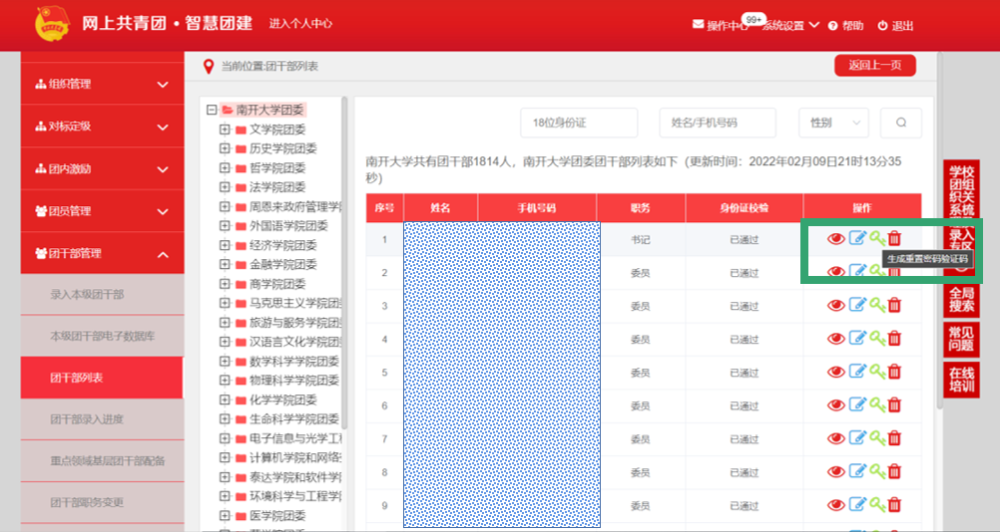 网上共青团·智慧团建
进入个人中心
操作中心
99+
系统设置
帮助
退出
组织管理
对标定级
团内激励
团员管理
团干部管理
录入本级团干部
本级团干部电子数据库
团干部列表
团干部录入进度
重点领域基层团干部配备
团干部职务变更
当前位置:团干部列表
返回上一页
南开大学团委
文学院团委
历史学院团委
哲学院团委
法学院团委
周恩来政府管理学
外国语学院团委
经济学院团委
金融学院团委
商学院团委
马克思主义学院团
旅游与服务学院团
汉语言文化学院团
数学科学学院团委
物理科学学院团委
化学学院团委
生命科学学院团委
电子信息与光学工
计算机学院和网络
泰达学院和软件学
环境科学与工程学
医学院团委
18位身份证
姓名/手机号码
性别
南开大学共有团干部1814人，南开大学团委团干部列表如下（更新时间：2022年02月09日21时13分35
秒）
序号 姓名 手机号码 职务 身份证校验 操作
1 书记 已通过
2 委员 已通过
3 委员 已通过
4 委员 已通过
5 委员 已通过
6 委员 已通过
7 委员 已通过
8 委员 已通过
9 委员 已通过
生成重置密码验证码
学校
团组
织关
系统
录入
专区
全局
搜索
常见
问题
在线
培训